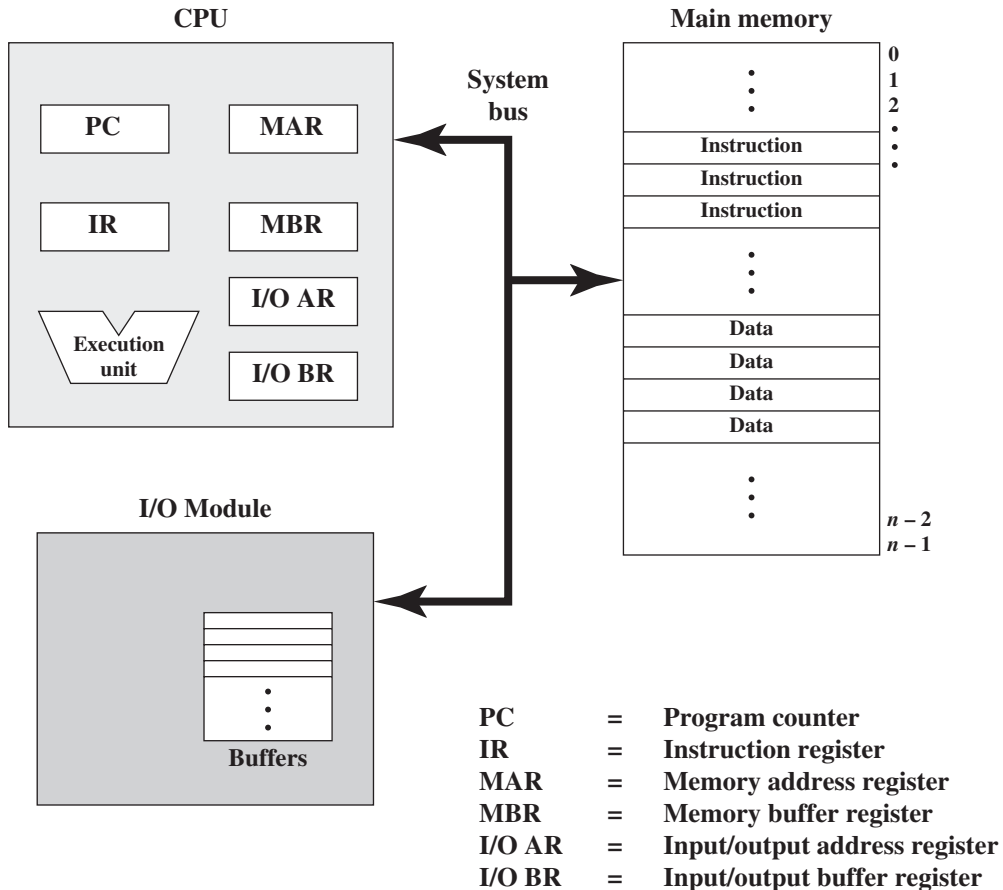 CPU
PC
MAR
IR
MBR
I/O AR
Execution
unit
I/O BR
System
bus
Main memory
0
1
2
Instruction
Instruction
Instruction
Data
Data
Data
Data
n – 2
n – 1
I/O Module
Buffers
PC = Program counter
IR = Instruction register
MAR = Memory address register
MBR = Memory buffer register
I/O AR = Input/output address register
I/O BR = Input/output buffer register